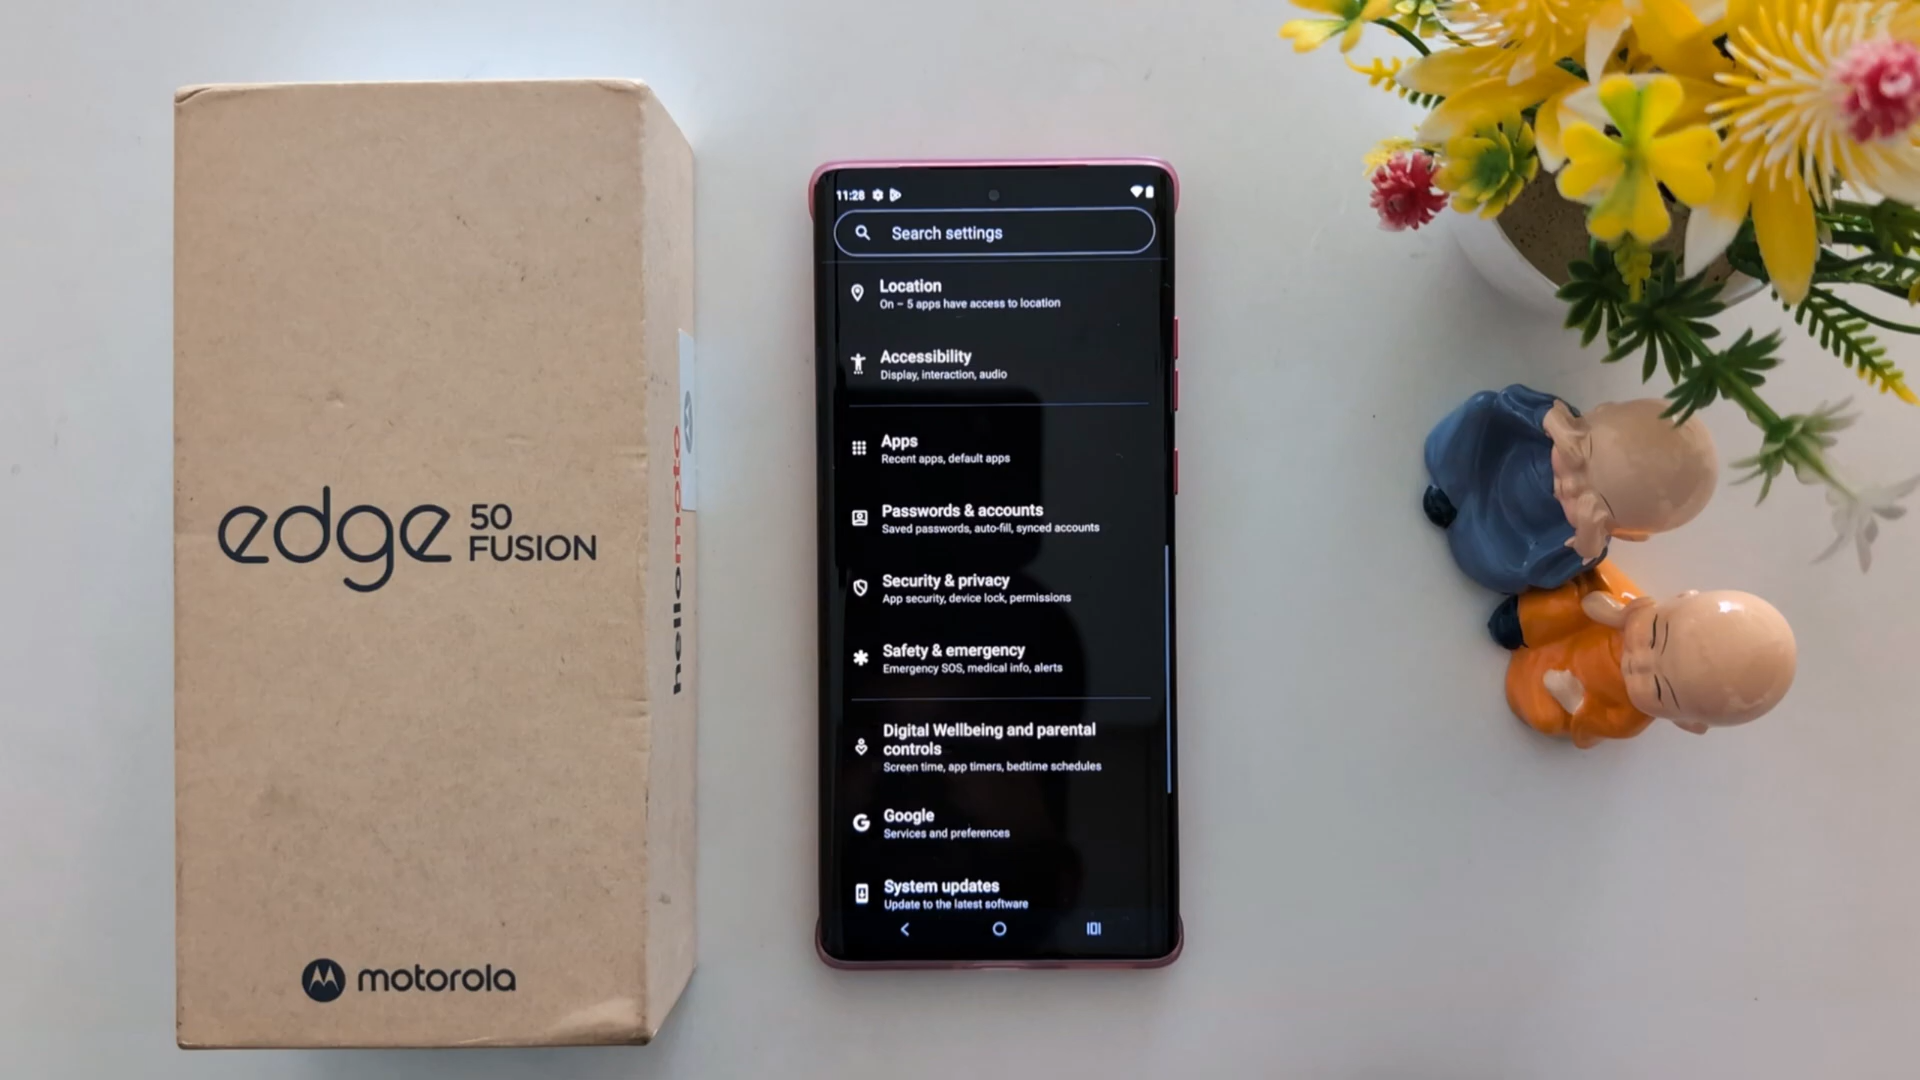 edge 50
FUSION
hellomoto
motorola
11:28
Search settings
Location
On – 5 apps have access to location
Accessibility
Display, interaction, audio
Apps
Recent apps, default apps
Passwords & accounts
Saved passwords, auto-fill, synced accounts
Security & privacy
App security, device lock, permissions
Safety & emergency
Emergency SOS, medical info, alerts
Digital Wellbeing and parental
controls
Screen time, app timers, bedtime schedules
Google
Services and preferences
System updates
Update to the latest software